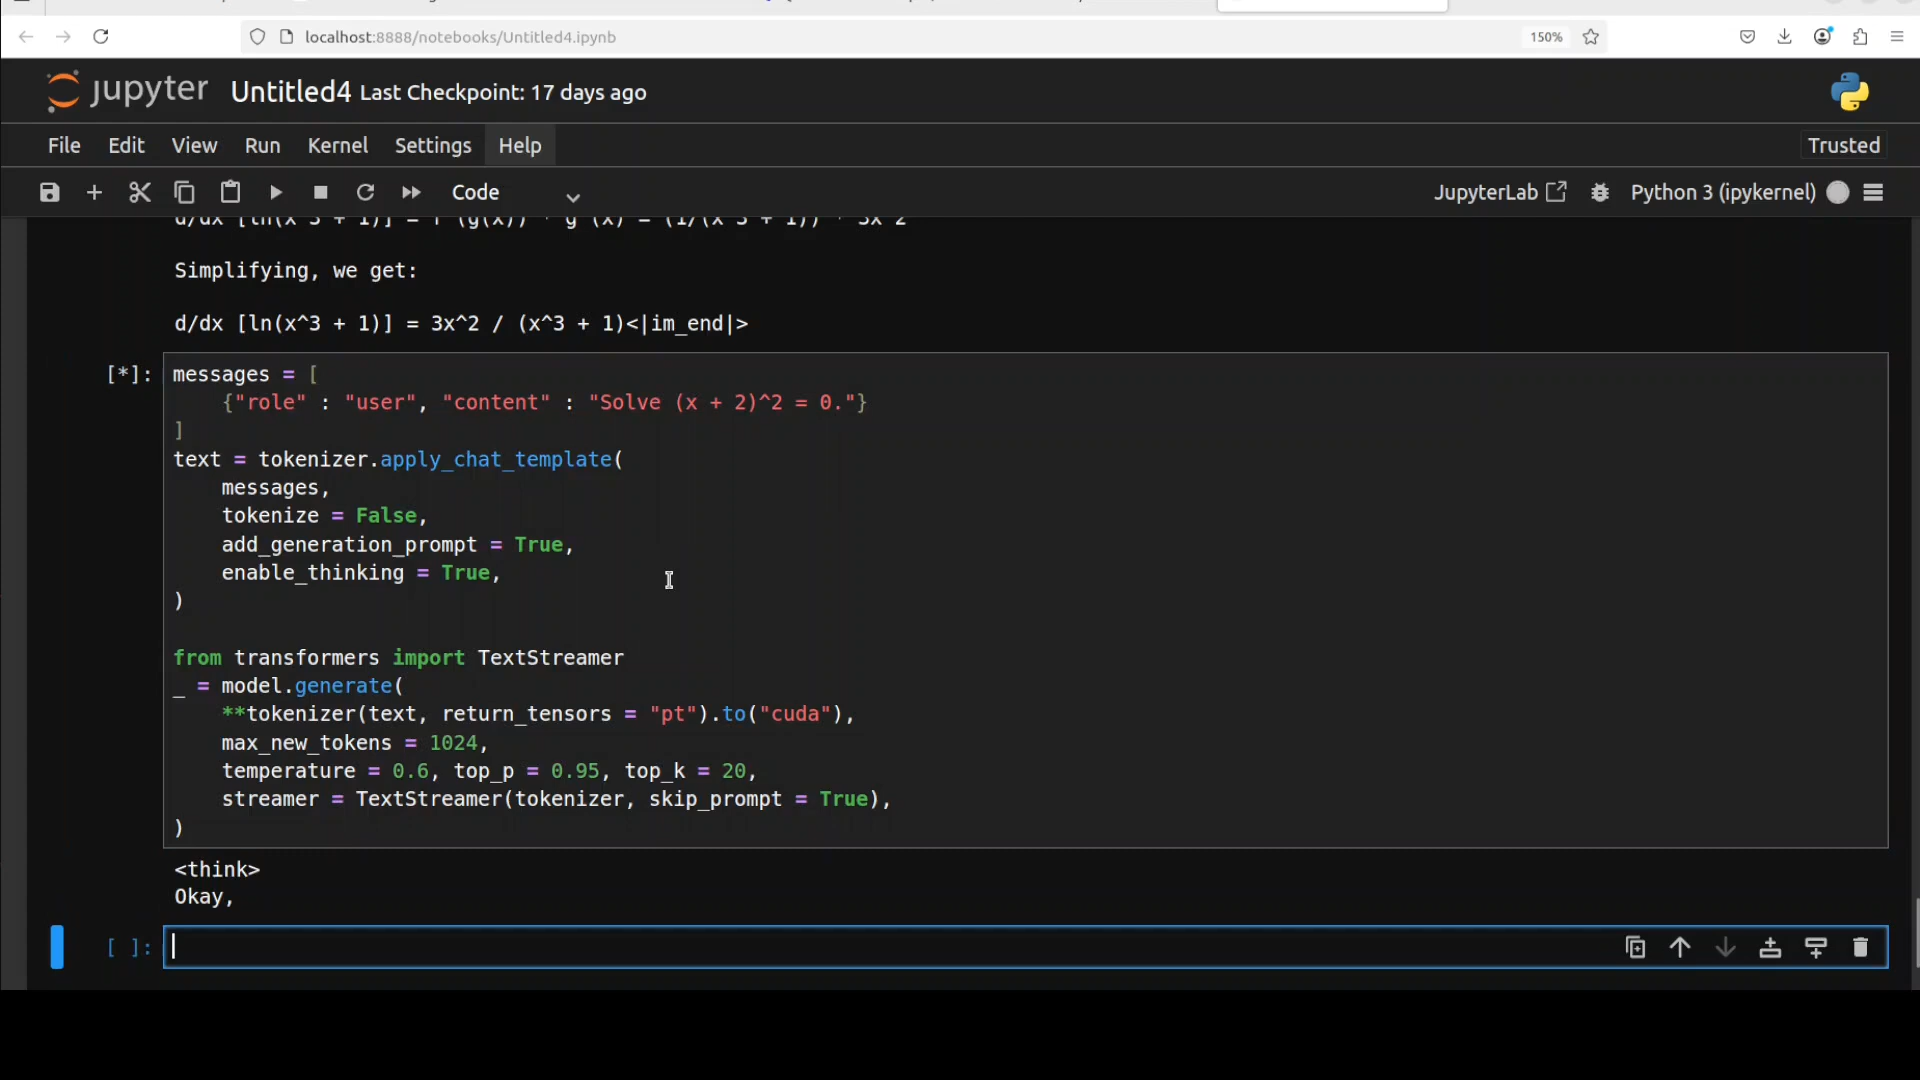 localhost:8888/notebooks/Untitled4.ipynb
150%
jupyter Untitled4 Last Checkpoint: 17 days ago
File Edit View Run Kernel Settings Help
Trusted
Code
JupyterLab Python 3 (ipykernel)
d/dx [ln(x^3 + 1)] = f'(g(x)) * g'(x) = (1/(x^3 + 1)) * 3x^2
Simplifying, we get:
d/dx [ln(x^3 + 1)] = 3x^2 / (x^3 + 1)<|im_end|>
[*]: messages = [
{"role" : "user", "content" : "Solve (x + 2)^2 = 0."}
]
text = tokenizer.apply_chat_template(
messages,
tokenize = False,
add_generation_prompt = True,
enable_thinking = True,
)
from transformers import TextStreamer
_ = model.generate(
**tokenizer(text, return_tensors = "pt").to("cuda"),
max_new_tokens = 1024,
temperature = 0.6, top_p = 0.95, top_k = 20,
streamer = TextStreamer(tokenizer, skip_prompt = True),
)
<think>
Okay,
[ ]: